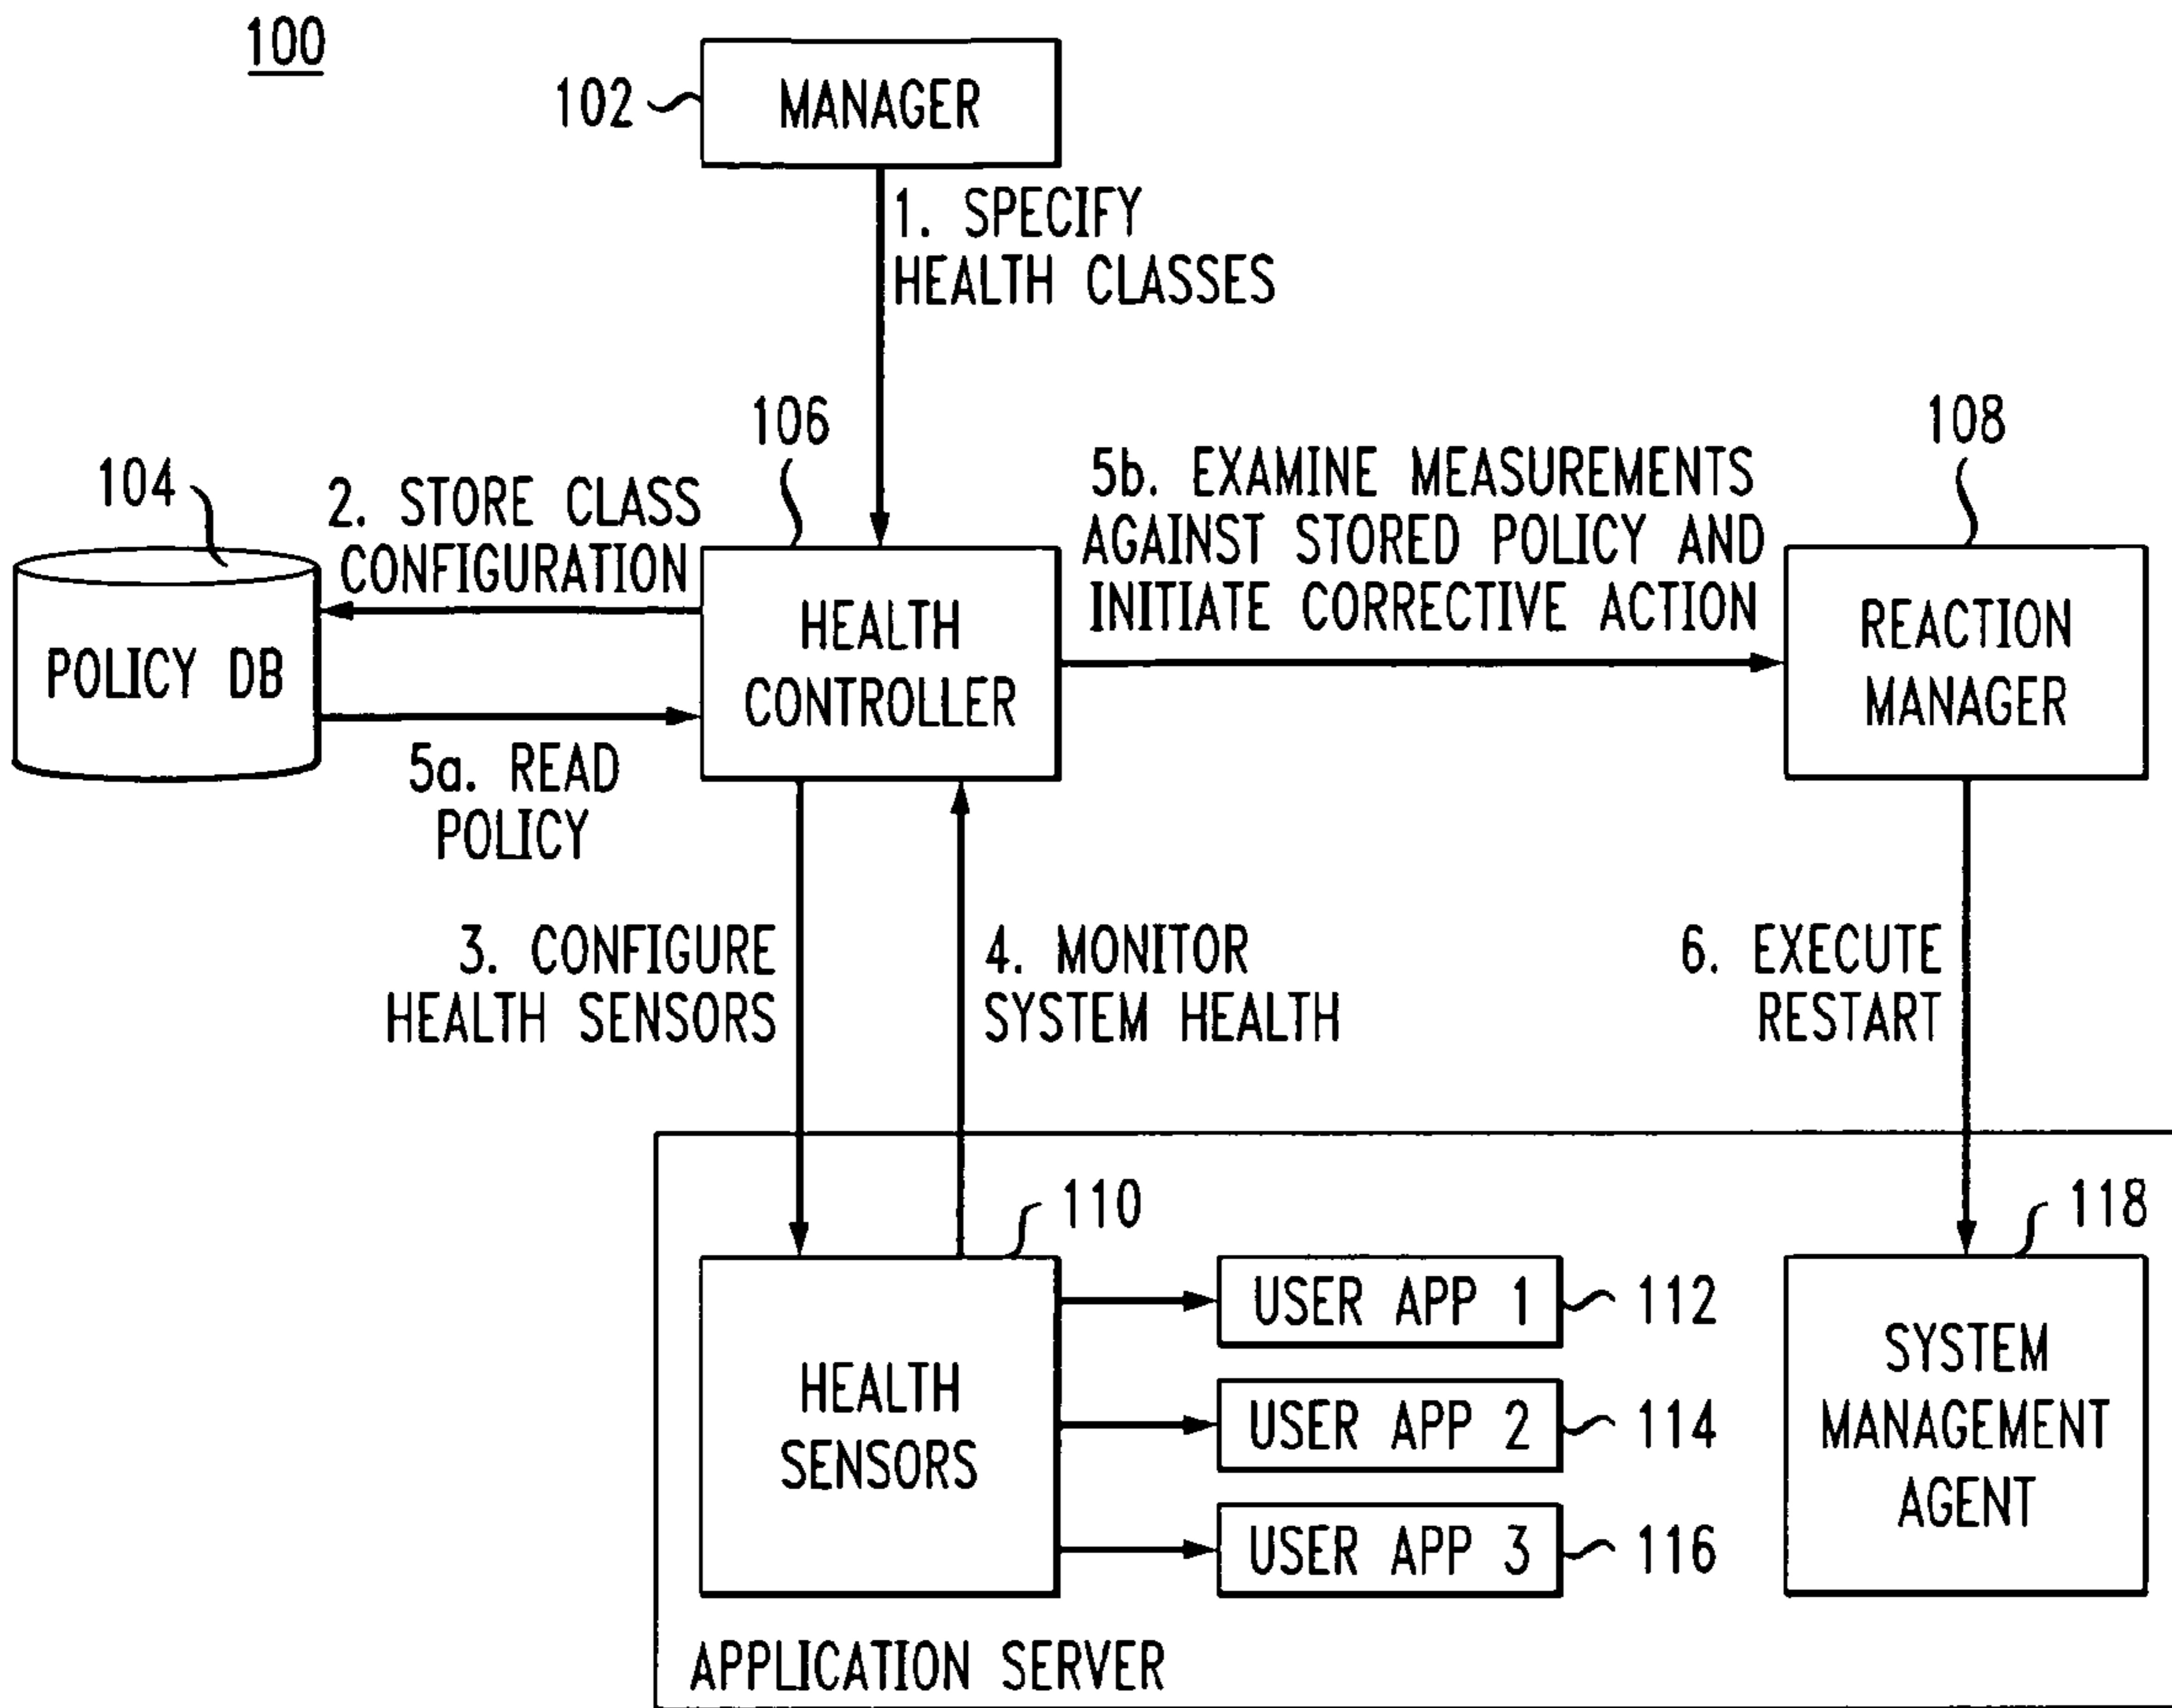 100
102
MANAGER
1. SPECIFY
HEALTH CLASSES
104
2. STORE CLASS
CONFIGURATION
106
5b. EXAMINE MEASUREMENTS
AGAINST STORED POLICY AND
INITIATE CORRECTIVE ACTION
108
POLICY DB
HEALTH
CONTROLLER
REACTION
MANAGER
5a. READ
POLICY
3. CONFIGURE
HEALTH SENSORS
4. MONITOR
SYSTEM HEALTH
6. EXECUTE
RESTART
110
118
HEALTH
SENSORS
USER APP 1
112
USER APP 2
114
USER APP 3
116
SYSTEM
MANAGEMENT
AGENT
APPLICATION SERVER